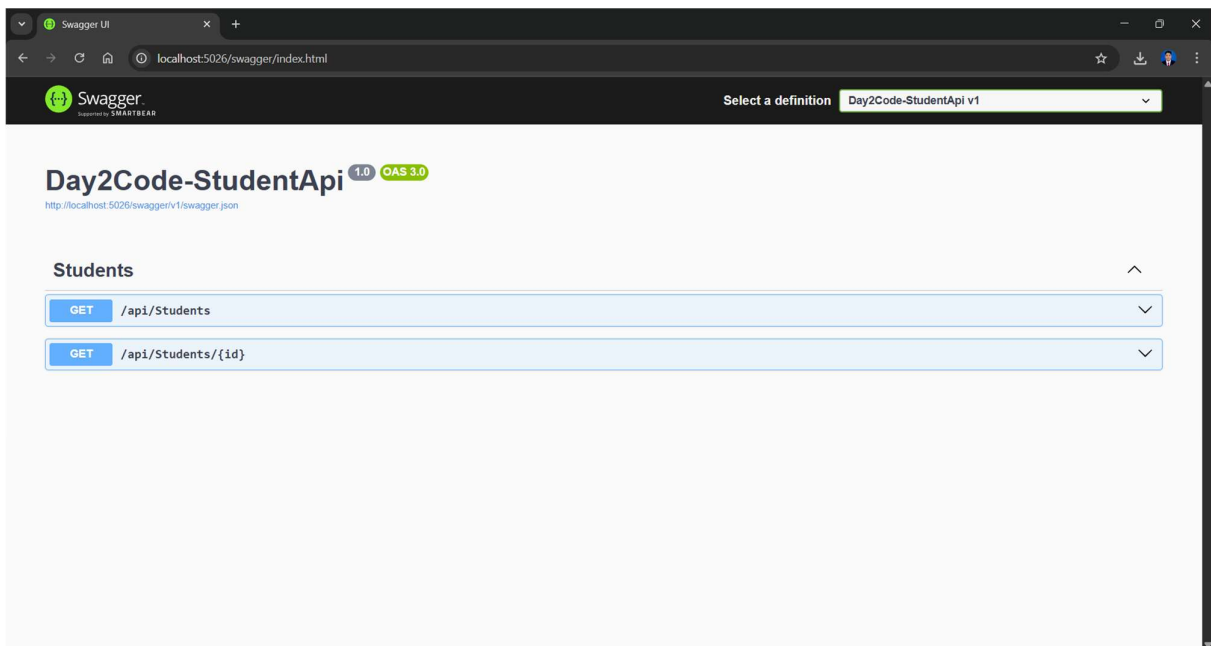 Swagger UI
localhost:5026/swagger/index.html
Swagger
Supported by SMARTBEAR
Select a definition
Day2Code-StudentApi v1
Day2Code-StudentApi 1.0 OAS 3.0
http://localhost:5026/swagger/v1/swagger.json
Students
GET /api/Students
GET /api/Students/{id}